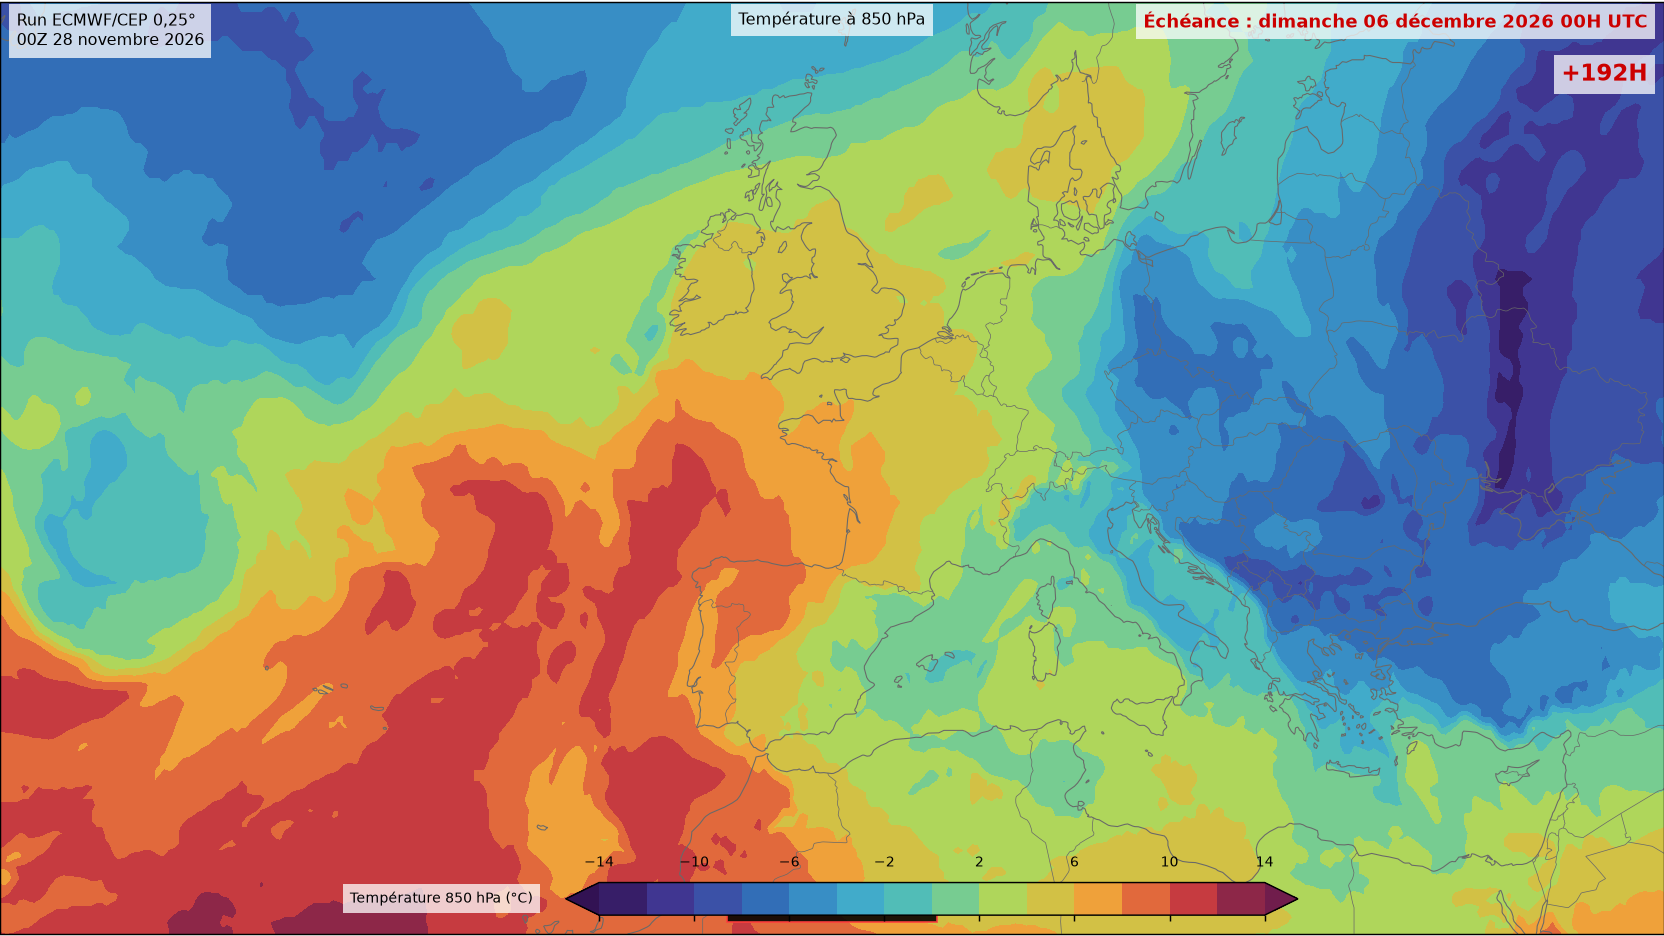 Run ECMWF/CEP 0,25°
00Z 28 novembre 2026
Température à 850 hPa
Échéance : dimanche 06 décembre 2026 00H UTC
+192H
−14 −10 −6 −2 2 6 10 14
Température 850 hPa (°C)